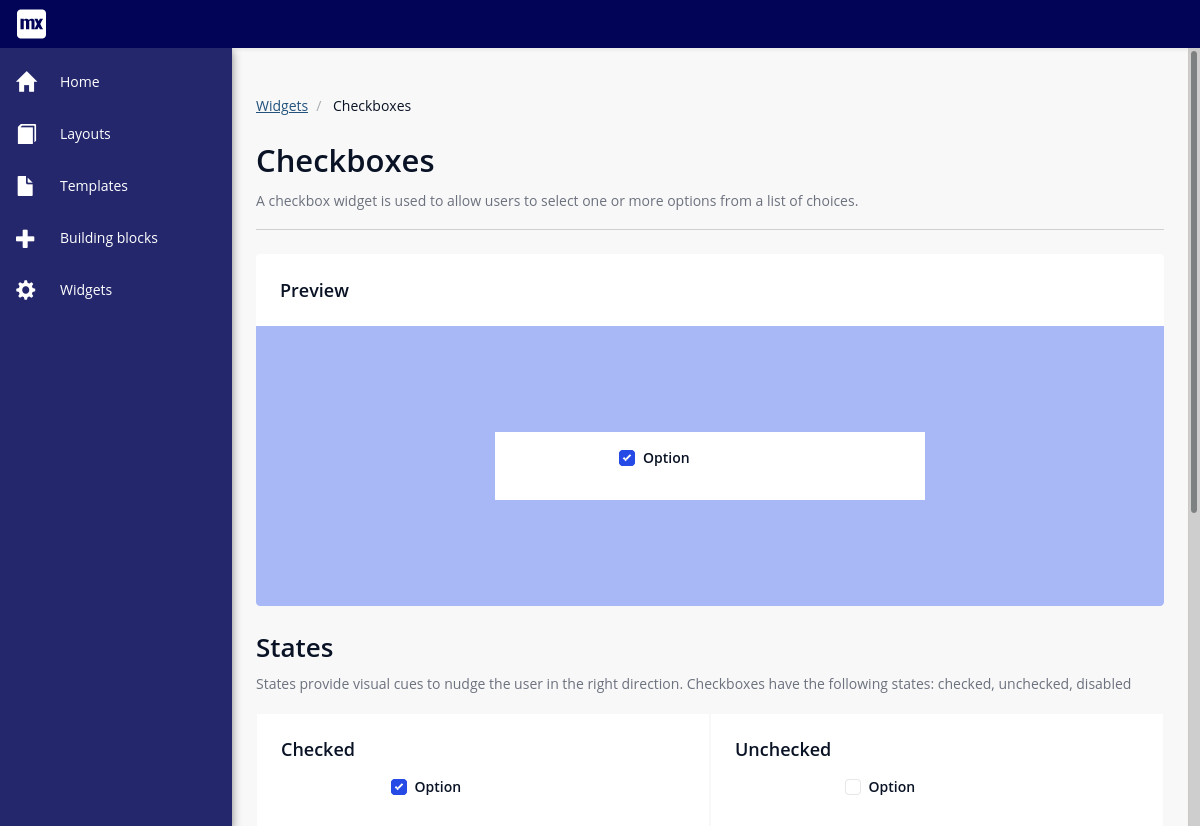 mx
Home
Layouts
Templates
Building blocks
Widgets
Widgets / Checkboxes
Checkboxes
A checkbox widget is used to allow users to select one or more options from a list of choices.
Preview
Option
States
States provide visual cues to nudge the user in the right direction. Checkboxes have the following states: checked, unchecked, disabled
Checked
Option
Unchecked
Option